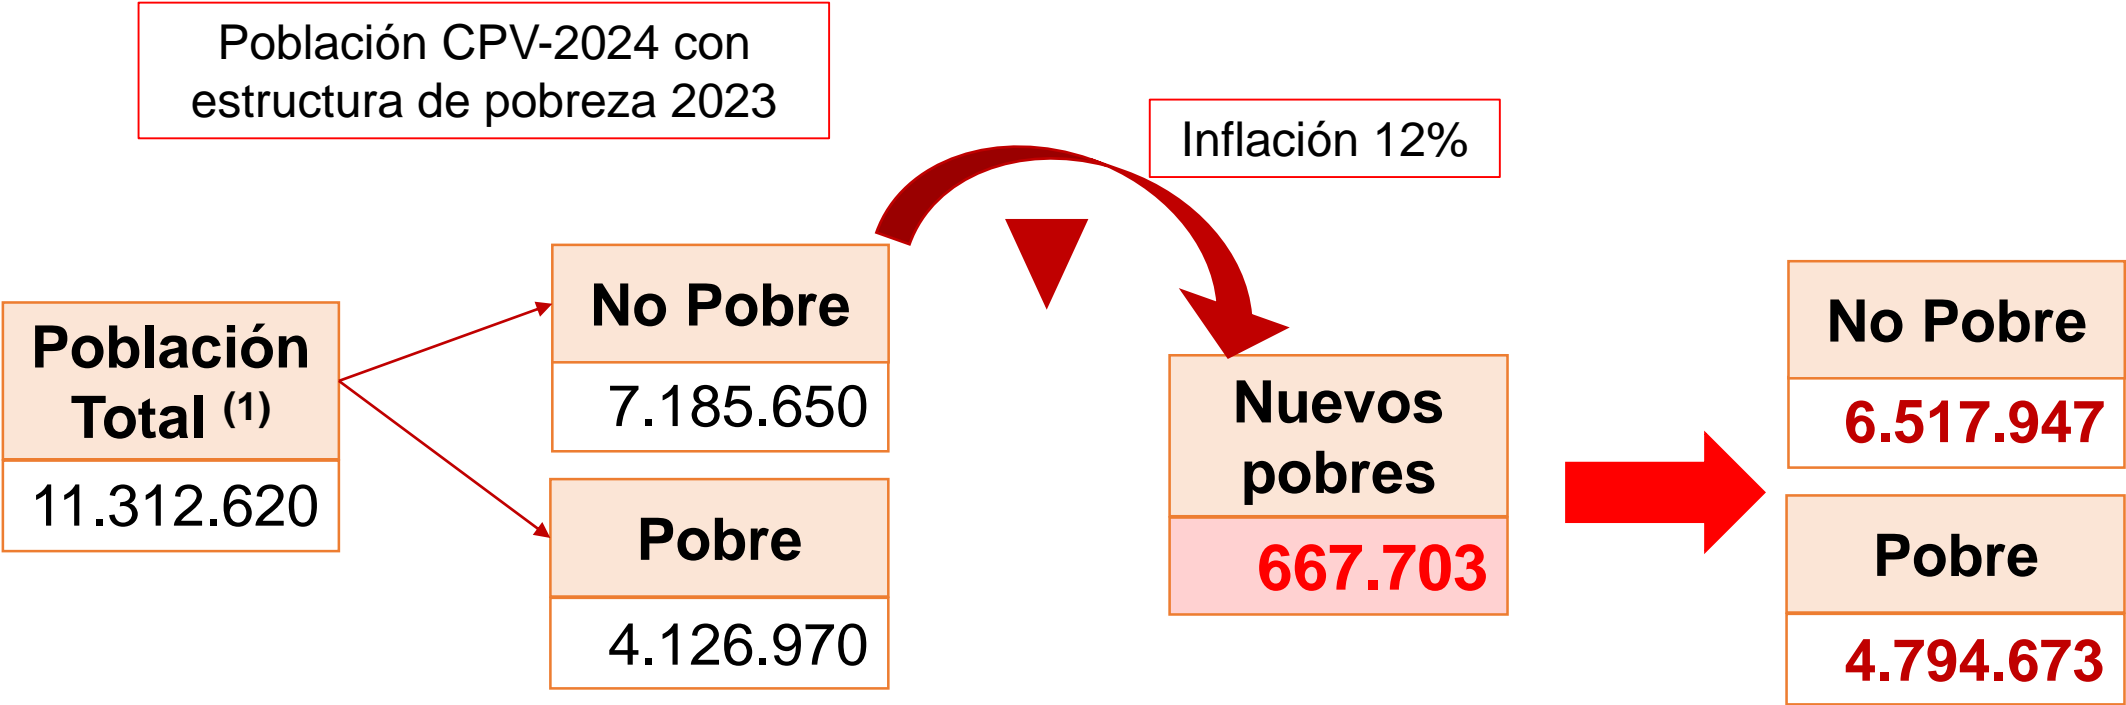 Población CPV-2024 con
estructura de pobreza 2023
Inflación 12%
Población
Total (1)
11.312.620
No Pobre
7.185.650
Pobre
4.126.970
Nuevos
pobres
667.703
No Pobre
6.517.947
Pobre
4.794.673